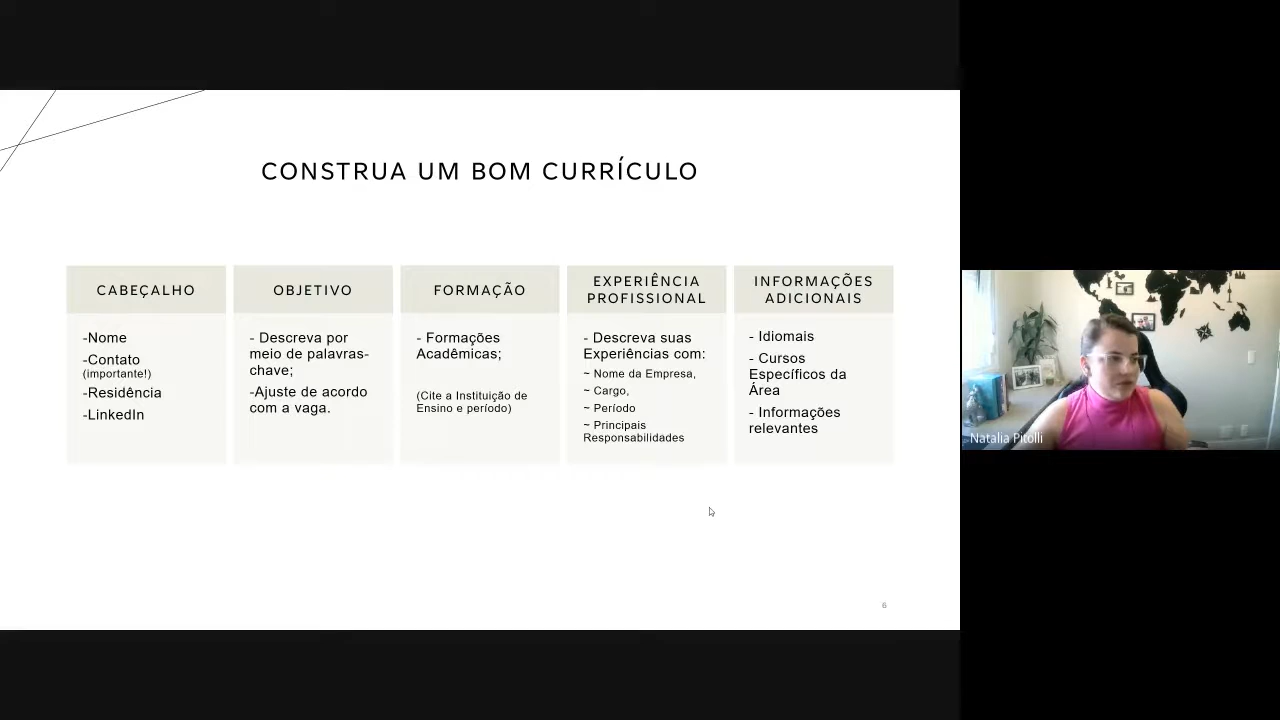 CONSTRUA UM BOM CURRÍCULO
CABEÇALHO
-Nome
-Contato
(importante!)
-Residência
-LinkedIn
OBJETIVO
- Descreva por
meio de palavras-
chave;
-Ajuste de acordo
com a vaga.
FORMAÇÃO
- Formações
Acadêmicas;
(Cite a Instituição de
Ensino e período)
EXPERIÊNCIA
PROFISSIONAL
- Descreva suas
Experiências com:
~ Nome da Empresa,
~ Cargo,
~ Período
~ Principais
Responsabilidades
INFORMAÇÕES
ADICIONAIS
- Idiomais
- Cursos
Específicos da
Área
- Informações
relevantes
6
Natalia Pitolli